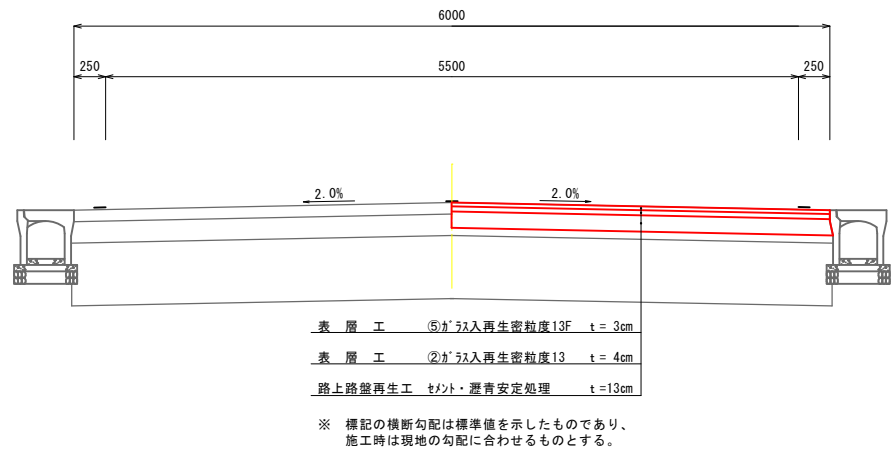 6000
250 5500 250
2.0% 2.0%
表 層 工 ⑤ｶﾞﾗｽ入再生密粒度13F t = 3cm
表 層 工 ②ｶﾞﾗｽ入再生密粒度13 t = 4cm
路上路盤再生工 ｾﾒﾝﾄ・瀝青安定処理 t =13cm
※ 標記の横断勾配は標準値を示したものであり、
施工時は現地の勾配に合わせるものとする。